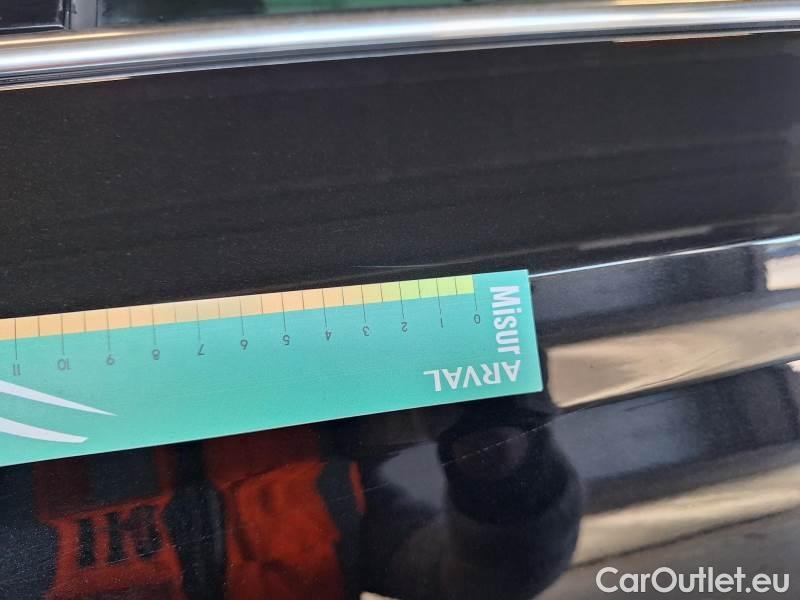 Misur
ARVAL
0 1 2 3 4 5 6 7 8 9 10 11
CarOutlet.eu